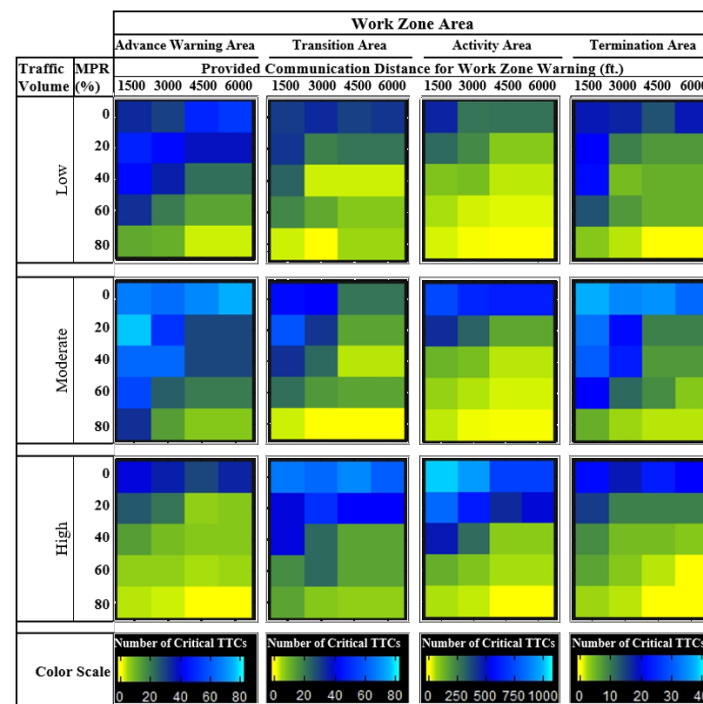 Work Zone Area
Advance Warning Area Transition Area Activity Area Termination Area
Traffic Volume MPR (%) Provided Communication Distance for Work Zone Warning (ft.)
1500 3000 4500 6000 1500 3000 4500 6000 1500 3000 4500 6000 1500 3000 4500 6000
Low
0
20
40
60
80
Moderate
0
20
40
60
80
High
0
20
40
60
80
Color Scale
Number of Critical TTCs Number of Critical TTCs Number of Critical TTCs Number of Critical TTCs
0 20 40 60 80 0 20 40 60 80 0 250 500 750 1000 0 10 20 30 40